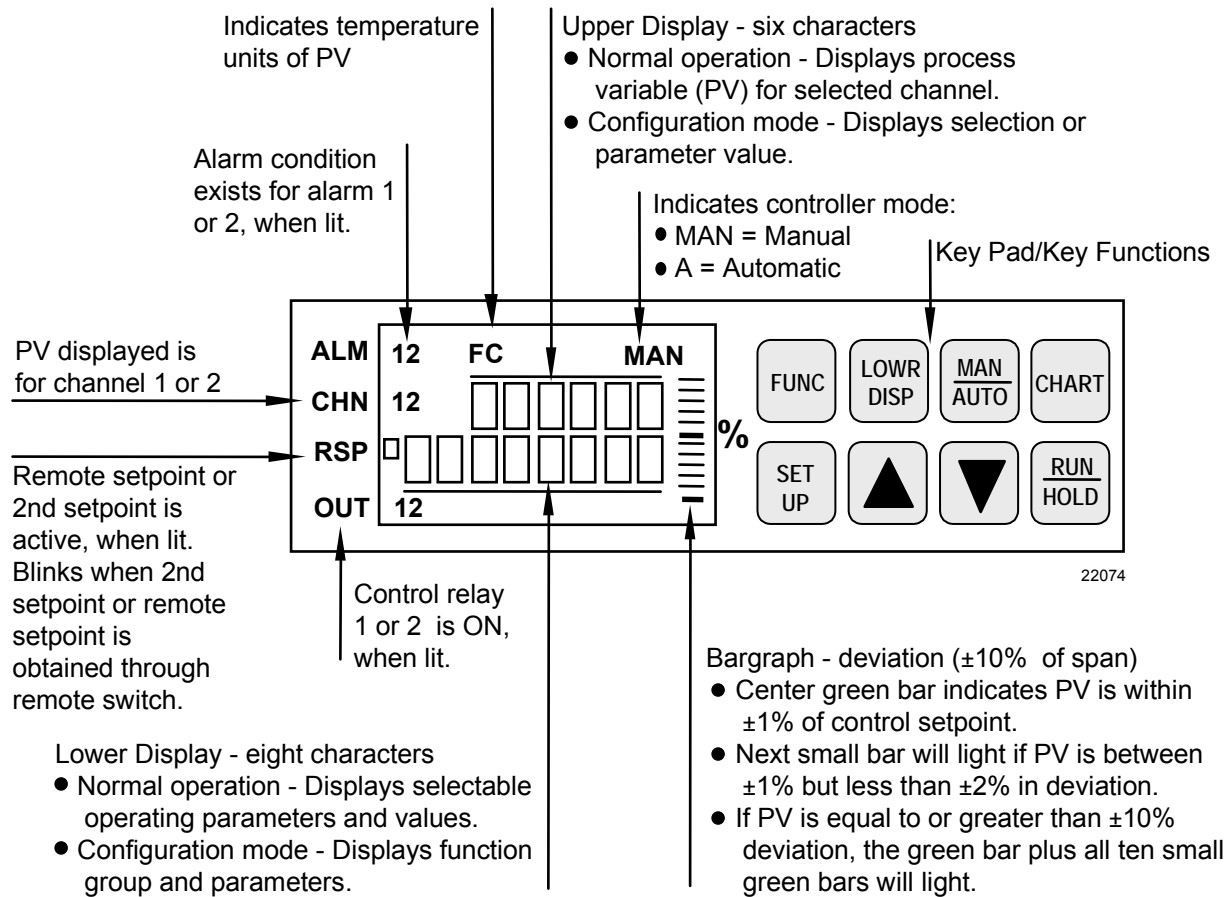 Indicates temperature
units of PV
Upper Display - six characters
● Normal operation - Displays process
variable (PV) for selected channel.
● Configuration mode - Displays selection or
parameter value.
Alarm condition
exists for alarm 1
or 2, when lit.
Indicates controller mode:
● MAN = Manual
● A = Automatic
Key Pad/Key Functions
PV displayed is
for channel 1 or 2
Remote setpoint or
2nd setpoint is
active, when lit.
Blinks when 2nd
setpoint or remote
setpoint is
obtained through
remote switch.
ALM 12 FC MAN
CHN 12
RSP
%
OUT 12
FUNC
LOWR
DISP
MAN
AUTO
CHART
SET
UP
RUN
HOLD
22074
Control relay
1 or 2 is ON,
when lit.
Lower Display - eight characters
● Normal operation - Displays selectable
operating parameters and values.
● Configuration mode - Displays function
group and parameters.
Bargraph - deviation (±10% of span)
● Center green bar indicates PV is within
±1% of control setpoint.
● Next small bar will light if PV is between
±1% but less than ±2% in deviation.
● If PV is equal to or greater than ±10%
deviation, the green bar plus all ten small
green bars will light.